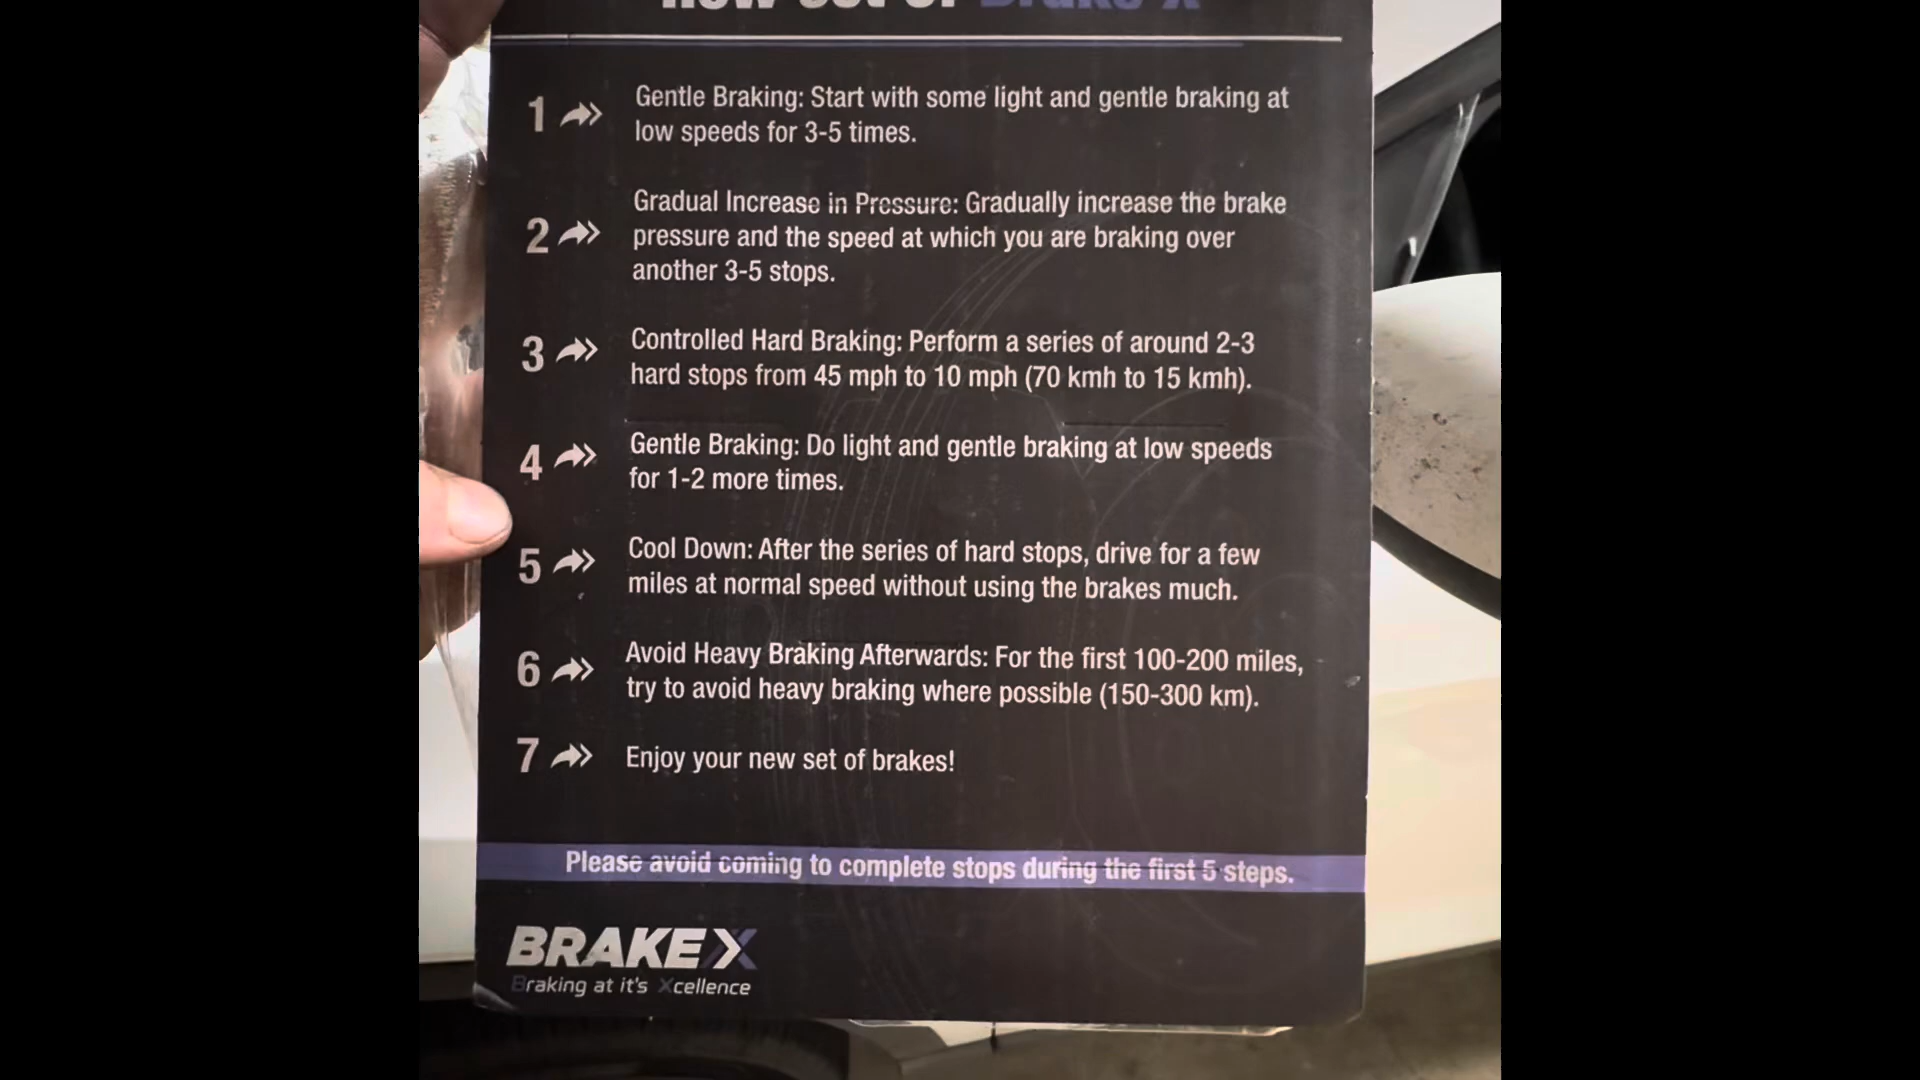 new set of Brake X
1 Gentle Braking: Start with some light and gentle braking at
low speeds for 3-5 times.
2 Gradual Increase in Pressure: Gradually increase the brake
pressure and the speed at which you are braking over
another 3-5 stops.
3 Controlled Hard Braking: Perform a series of around 2-3
hard stops from 45 mph to 10 mph (70 kmh to 15 kmh).
4 Gentle Braking: Do light and gentle braking at low speeds
for 1-2 more times.
5 Cool Down: After the series of hard stops, drive for a few
miles at normal speed without using the brakes much.
6 Avoid Heavy Braking Afterwards: For the first 100-200 miles,
try to avoid heavy braking where possible (150-300 km).
7 Enjoy your new set of brakes!
Please avoid coming to complete stops during the first 5 steps.
BRAKE X
Braking at it's Xcellence